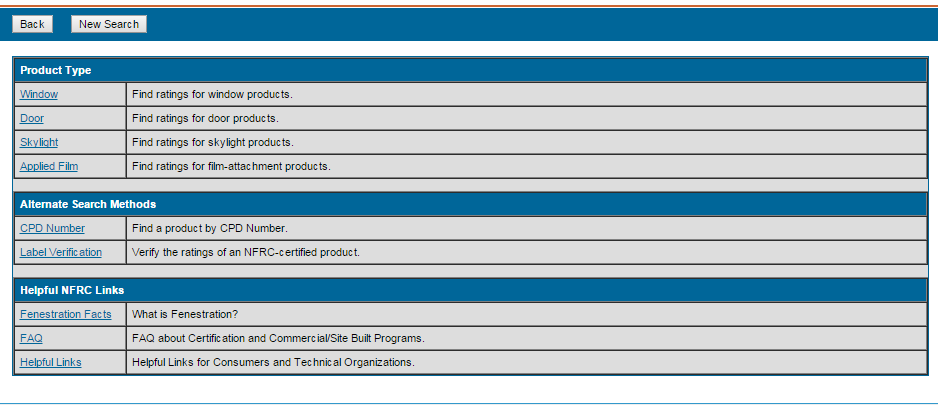 Back New Search
Product Type
Window Find ratings for window products.
Door Find ratings for door products.
Skylight Find ratings for skylight products.
Applied Film Find ratings for film-attachment products.
Alternate Search Methods
CPD Number Find a product by CPD Number.
Label Verification Verify the ratings of an NFRC-certified product.
Helpful NFRC Links
Fenestration Facts What is Fenestration?
FAQ FAQ about Certification and Commercial/Site Built Programs.
Helpful Links Helpful Links for Consumers and Technical Organizations.